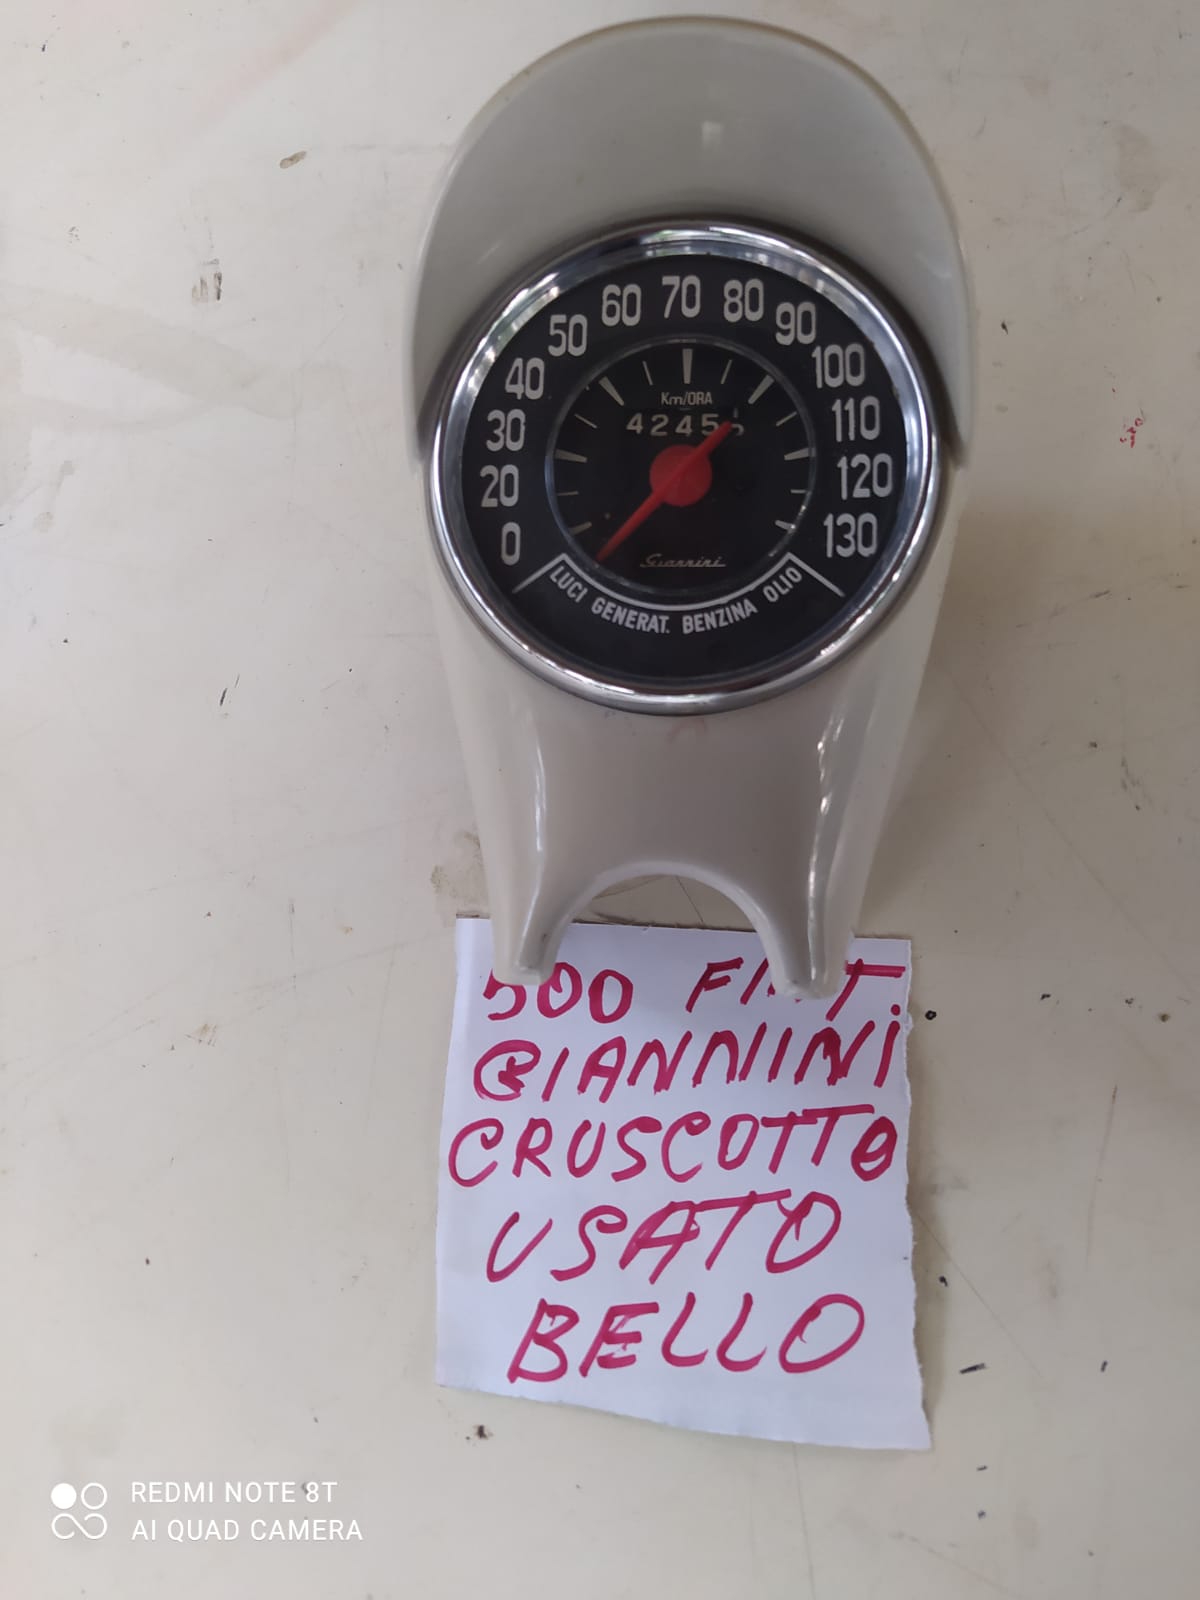 70
60 80
50 90
40 100
Km/ORA
30 4245 110
20 120
0 130
Giannini
LUCI GENERAT. BENZINA OLIO
500 FIAT
GIANNINI
CRUSCOTTO
USATO
BELLO
REDMI NOTE 8T
AI QUAD CAMERA